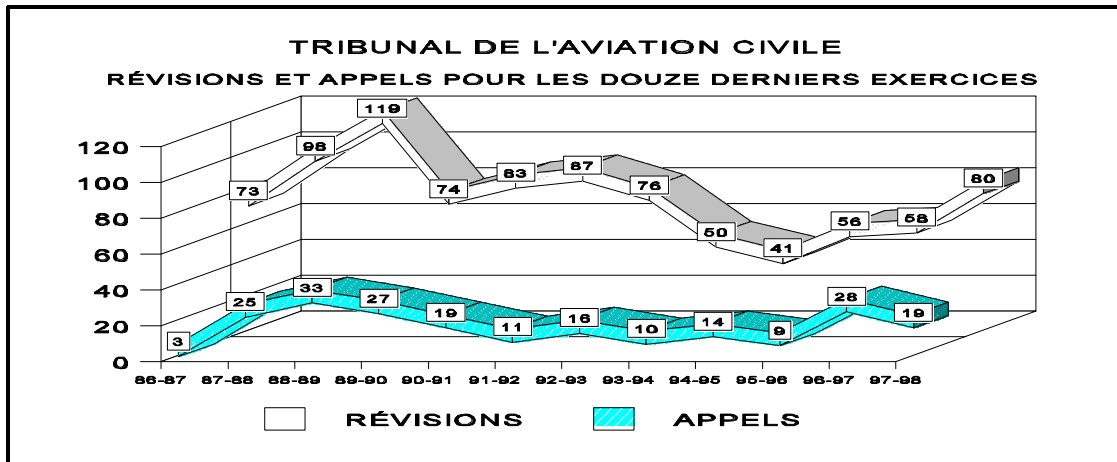 TRIBUNAL DE L'AVIATION CIVILE
RÉVISIONS ET APPELS POUR LES DOUZE DERNIERS EXERCICES
120
100
80
60
40
20
0
73 98 119 74 83 87 76 50 41 56 58 80
3 25 33 27 19 11 16 10 14 9 28 19
86-87 87-88 88-89 89-90 90-91 91-92 92-93 93-94 94-95 95-96 96-97 97-98
RÉVISIONS APPELS